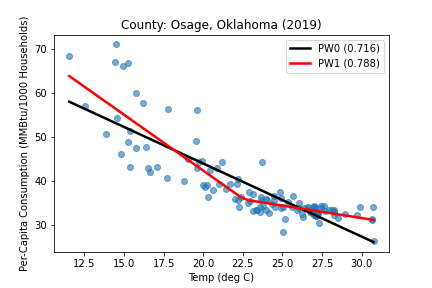 County: Osage, Oklahoma (2019)
Per-Capita Consumption (MMBtu/1000 Households)
70
60
50
40
30
PW0 (0.716)
PW1 (0.788)
12.5 15.0 17.5 20.0 22.5 25.0 27.5 30.0
Temp (deg C)